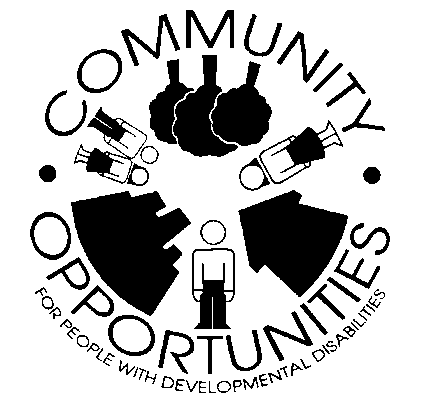 COMMUNITY
OPPORTUNITIES
FOR PEOPLE WITH DEVELOPMENTAL DISABILITIES